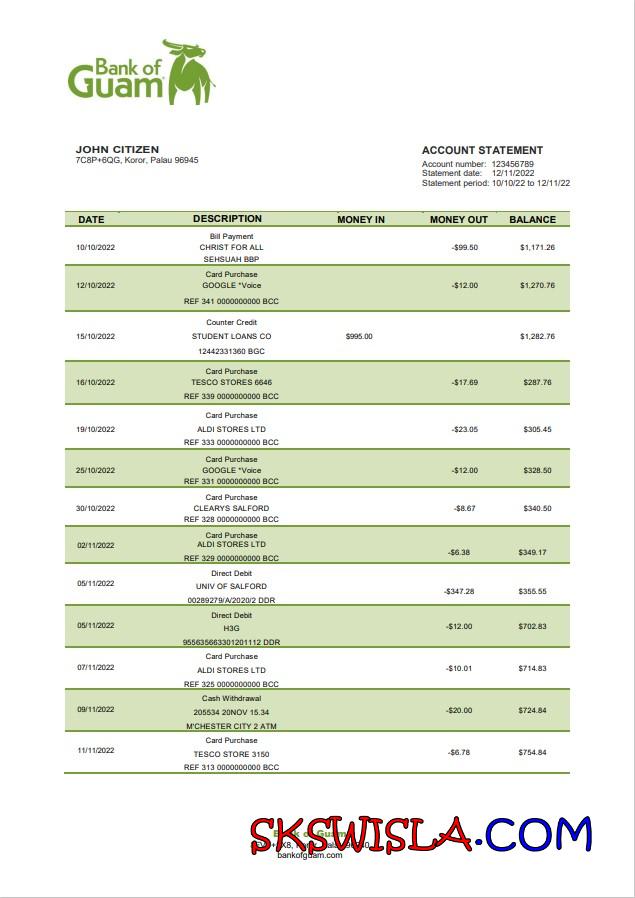 Bank of
Guam
JOHN CITIZEN
7C8P+6QG, Koror, Palau 96945
ACCOUNT STATEMENT
Account number: 123456789
Statement date: 12/11/2022
Statement period: 10/10/22 to 12/11/22
DATE DESCRIPTION MONEY IN MONEY OUT BALANCE
Bill Payment
10/10/2022 CHRIST FOR ALL -$99.50 $1,171.26
SEHSUAH BBP
Card Purchase
12/10/2022 GOOGLE *Voice -$12.00 $1,270.76
REF 341 0000000000 BCC
Counter Credit
15/10/2022 STUDENT LOANS CO $995.00 $1,282.76
12442331360 BGC
Card Purchase
16/10/2022 TESCO STORES 6646 -$17.69 $287.76
REF 339 0000000000 BCC
Card Purchase
19/10/2022 ALDI STORES LTD -$23.05 $305.45
REF 333 0000000000 BCC
Card Purchase
25/10/2022 GOOGLE *Voice -$12.00 $328.50
REF 331 0000000000 BCC
Card Purchase
30/10/2022 CLEARYS SALFORD -$8.67 $340.50
REF 328 0000000000 BCC
Card Purchase
02/11/2022 ALDI STORES LTD -$6.38 $349.17
REF 329 0000000000 BCC
Direct Debit
05/11/2022 UNIV OF SALFORD -$347.28 $355.55
00289279/A/2020/2 DDR
Direct Debit
05/11/2022 H3G -$12.00 $702.83
955635663301201112 DDR
Card Purchase
07/11/2022 ALDI STORES LTD -$10.01 $714.83
REF 325 0000000000 BCC
Cash Withdrawal
09/11/2022 205534 20NOV 15.34 -$20.00 $724.84
M'CHESTER CITY 2 ATM
Card Purchase
11/11/2022 TESCO STORE 3150 -$6.78 $754.84
REF 313 0000000000 BCC
Bank of Guam
SKSWISLA.COM
Koror,
bankofguam.com